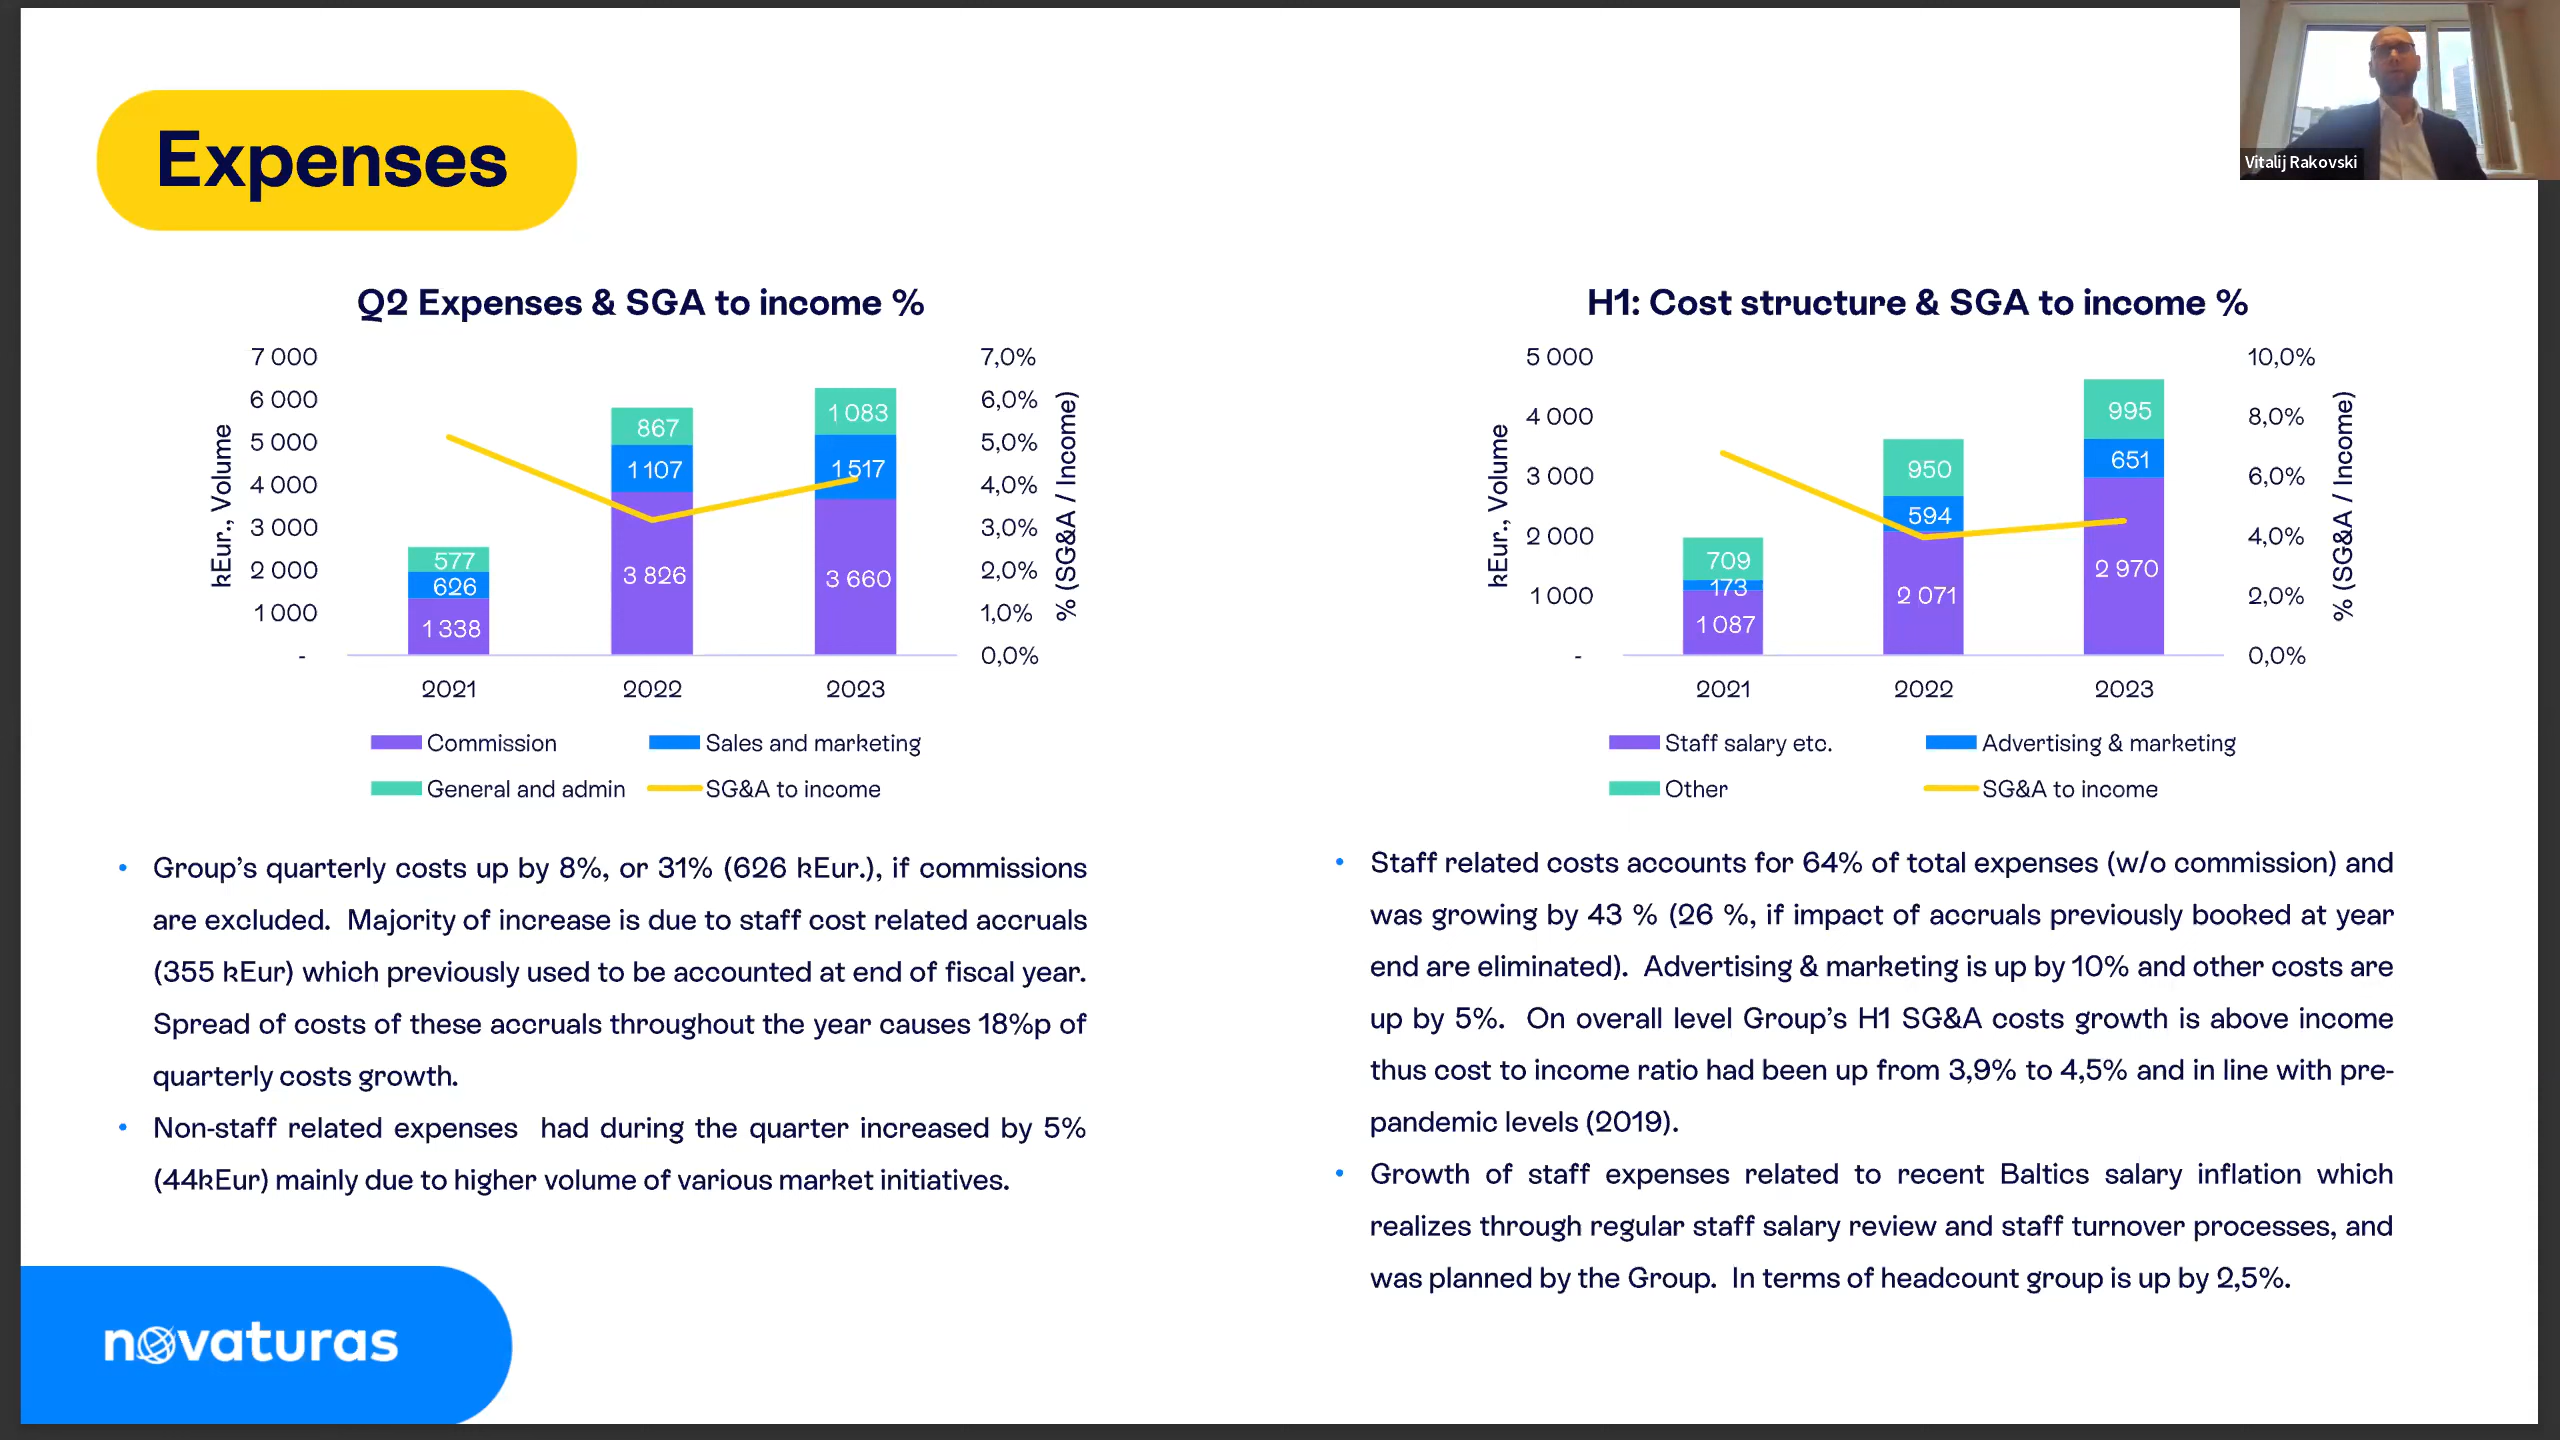 Vitalij Rakovski
Expenses
Q2 Expenses & SGA to income %
7 000
6 000
5 000
4 000
3 000
2 000
1 000
-
kEur., Volume
7,0%
6,0%
5,0%
4,0%
3,0%
2,0%
1,0%
0,0%
% (SG&A / Income)
577
626
1 338
867
1 107
3 826
1 083
1 517
3 660
2021
2022
2023
Commission
Sales and marketing
General and admin
SG&A to income
• Group's quarterly costs up by 8%, or 31% (626 kEur.), if commissions
are excluded. Majority of increase is due to staff cost related accruals
(355 kEur) which previously used to be accounted at end of fiscal year.
Spread of costs of these accruals throughout the year causes 18%p of
quarterly costs growth.
• Non-staff related expenses had during the quarter increased by 5%
(44kEur) mainly due to higher volume of various market initiatives.
H1: Cost structure & SGA to income %
5 000
4 000
3 000
2 000
1 000
-
kEur., Volume
10,0%
8,0%
6,0%
4,0%
2,0%
0,0%
% (SG&A / Income)
709
173
1 087
950
594
2 071
995
651
2 970
2021
2022
2023
Staff salary etc.
Advertising & marketing
Other
SG&A to income
• Staff related costs accounts for 64% of total expenses (w/o commission) and
was growing by 43 % (26 %, if impact of accruals previously booked at year
end are eliminated). Advertising & marketing is up by 10% and other costs are
up by 5%. On overall level Group's H1 SG&A costs growth is above income
thus cost to income ratio had been up from 3,9% to 4,5% and in line with pre-
pandemic levels (2019).
• Growth of staff expenses related to recent Baltics salary inflation which
realizes through regular staff salary review and staff turnover processes, and
was planned by the Group. In terms of headcount group is up by 2,5%.
novaturas